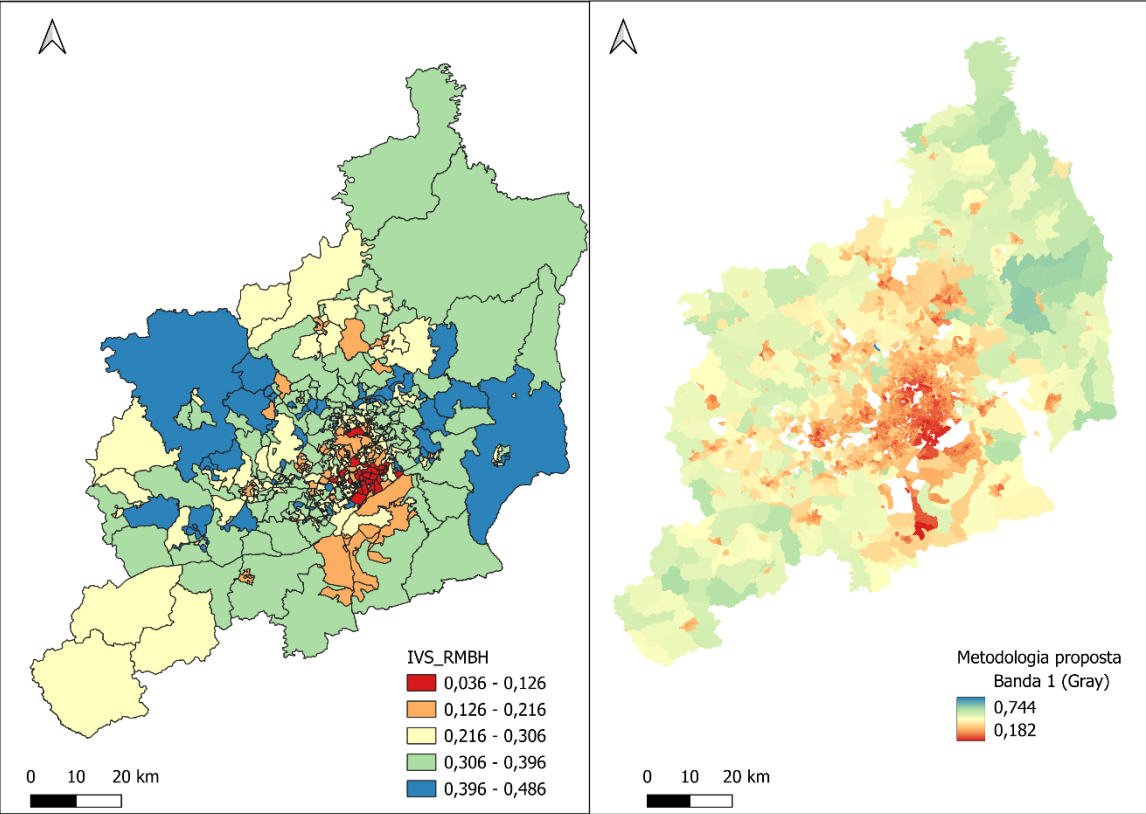 IVS_RMBH
0,036 - 0,126
0,126 - 0,216
0,216 - 0,306
0,306 - 0,396
0,396 - 0,486
0 10 20 km
Metodologia proposta
Banda 1 (Gray)
0,744
0,182
0 10 20 km